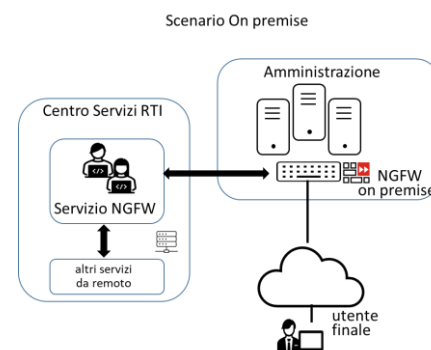 Scenario On premise
Amministrazione
Centro Servizi RTI
Servizio NGFW
NGFW
on premise
altri servizi
da remoto
utente
finale